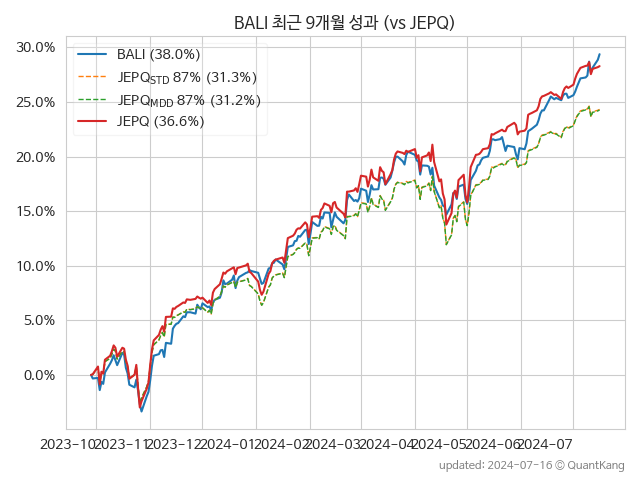 BALI 최근 9개월 성과 (vs JEPQ)
BALI (38.0%)
JEPQSTD 87% (31.3%)
JEPQMDD 87% (31.2%)
JEPQ (36.6%)
30.0%
25.0%
20.0%
15.0%
10.0%
5.0%
0.0%
2023-10 2023-11 2023-12 2024-01 2024-02 2024-03 2024-04 2024-05 2024-06 2024-07
updated: 2024-07-16 © QuantKang